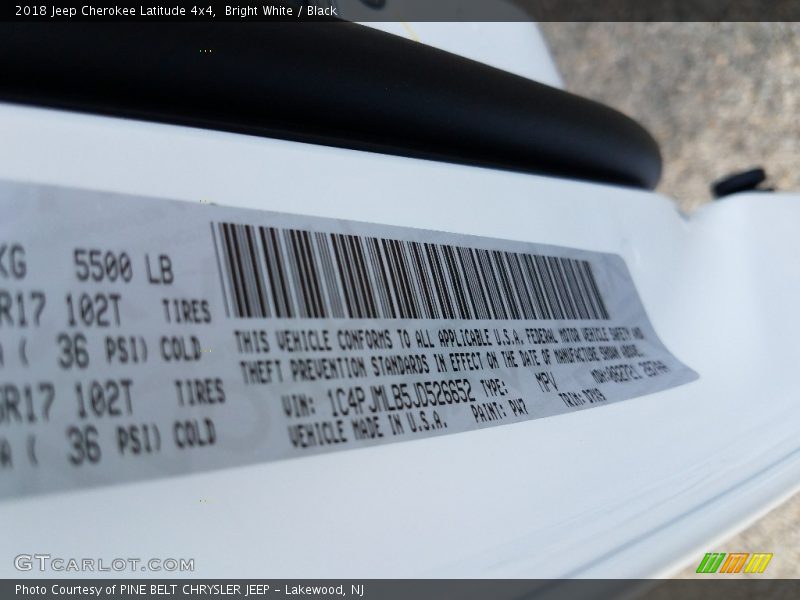 2018 Jeep Cherokee Latitude 4x4, Bright White / Black
KG 5500 LB
R17 102T TIRES
( 36 PSI) COLD
R17 102T TIRES
( 36 PSI) COLD
THIS VEHICLE CONFORMS TO ALL APPLICABLE U.S.A. FEDERAL MOTOR VEHICLE SAFETY AND
THEFT PREVENTION STANDARDS IN EFFECT ON THE DATE OF MANUFACTURE SHOWN ABOVE.
VIN: 1C4PJMLB5JD526652 TYPE: MPV
VEHICLE MADE IN U.S.A. PAINT: PW7 TRIM:
GTCARLOT.COM
Photo Courtesy of PINE BELT CHRYSLER JEEP - Lakewood, NJ